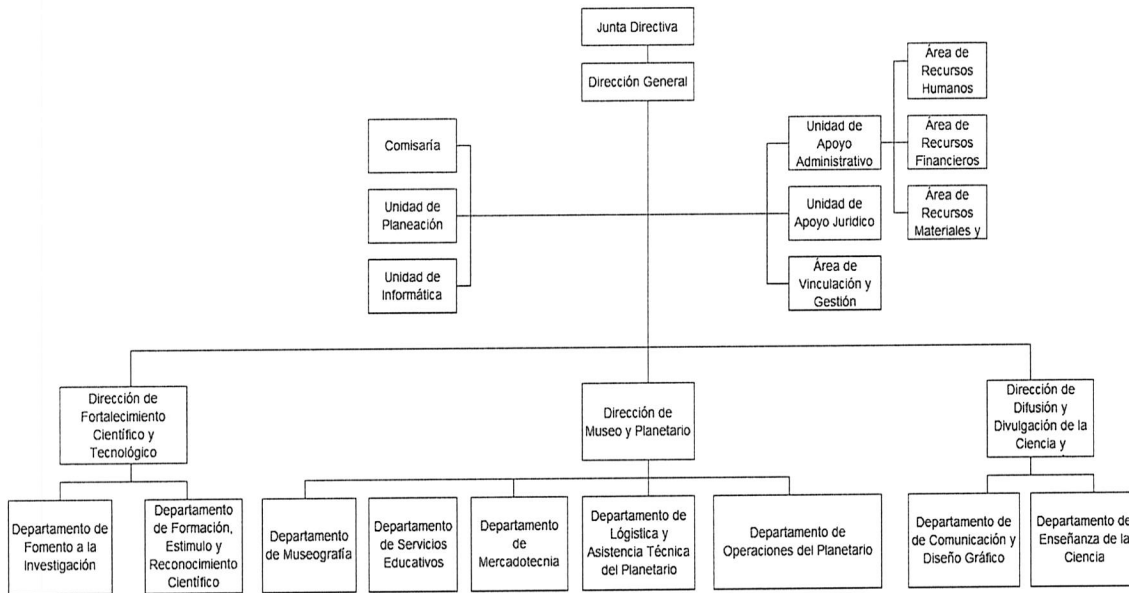 Junta Directiva
Dirección General
Área de
Recursos
Humanos
Comisaría
Unidad de
Apoyo
Administrativo
Área de
Recursos
Financieros
Unidad de
Planeación
Unidad de
Apoyo Jurídico
Área de
Recursos
Materiales y
Unidad de
Informática
Área de
Vinculación y
Gestión
Dirección de
Fortalecimiento
Científico y
Tecnológico
Dirección de
Museo y Planetario
Dirección de
Difusión y
Divulgación de la
Ciencia y
Departamento de
Fomento a la
Investigación
Departamento
de Formación,
Estimulo y
Reconocimiento
Científico
Departamento
de Museografía
Departamento
de Servicios
Educativos
Departamento
de
Mercadotecnia
Departamento de
Lógistica y
Asistencia Técnica
del Planetario
Departamento de
Operaciones del Planetario
Departamento de
de Comunicación y
Diseño Gráfico
Departamento de
Enseñanza de la
Ciencia